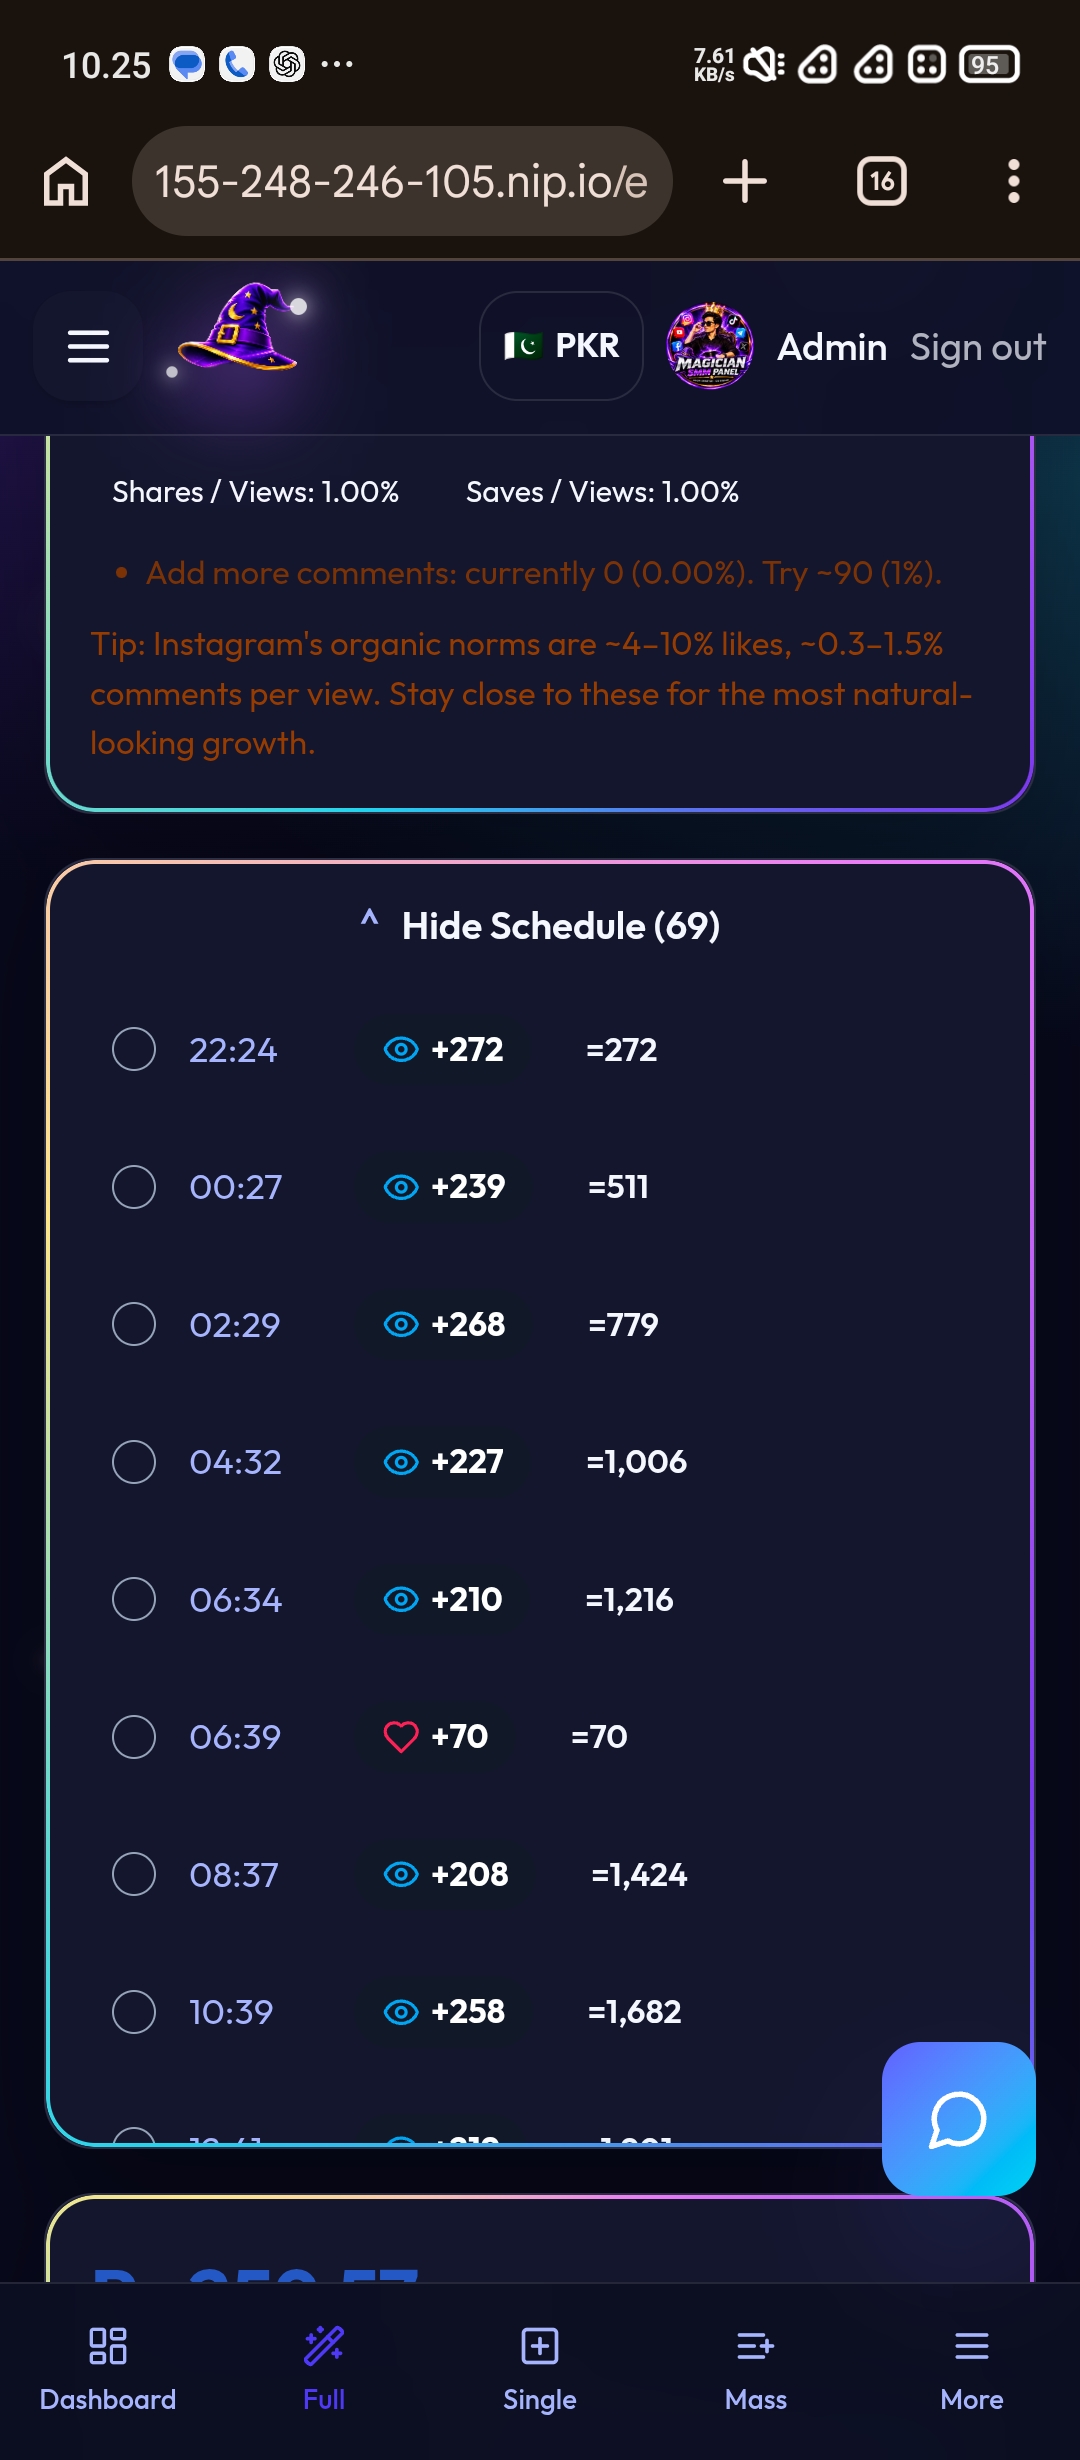 10.25
7.61
KB/s
95
155-248-246-105.nip.io/e
16
PKR
MAGICIAN
SMM PANEL
Admin
Sign out
Shares / Views: 1.00%
Saves / Views: 1.00%
• Add more comments: currently 0 (0.00%). Try ~90 (1%).
Tip: Instagram's organic norms are ~4–10% likes, ~0.3–1.5%
comments per view. Stay close to these for the most natural-
looking growth.
^ Hide Schedule (69)
22:24 +272 =272
00:27 +239 =511
02:29 +268 =779
04:32 +227 =1,006
06:34 +210 =1,216
06:39 +70 =70
08:37 +208 =1,424
10:39 +258 =1,682
Dashboard
Full
Single
Mass
More